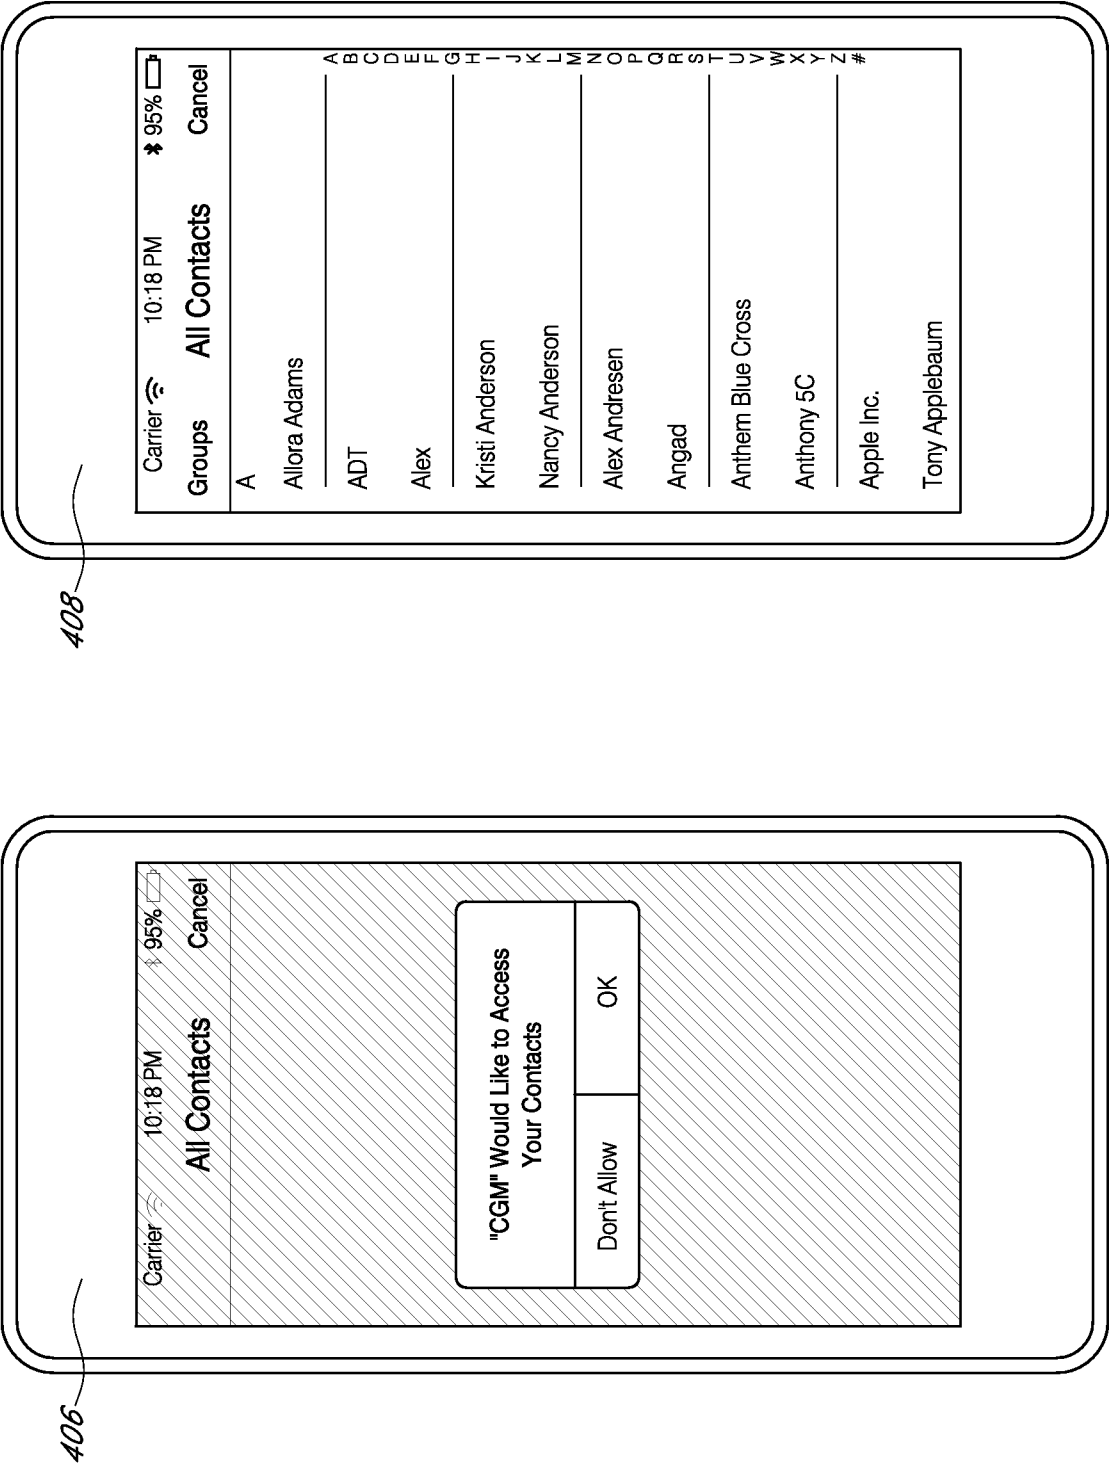 406
Carrier 10:18 PM 95%
All Contacts Cancel
"CGM" Would Like to Access
Your Contacts
Don't Allow OK
408
Carrier 10:18 PM 95%
Groups All Contacts Cancel
A
Allora Adams
ADT
Alex
Kristi Anderson
Nancy Anderson
Alex Andresen
Angad
Anthem Blue Cross
Anthony 5C
Apple Inc.
Tony Applebaum
A
B
C
D
E
F
G
H
I
J
K
L
M
N
O
P
Q
R
S
T
U
V
W
X
Y
Z
#